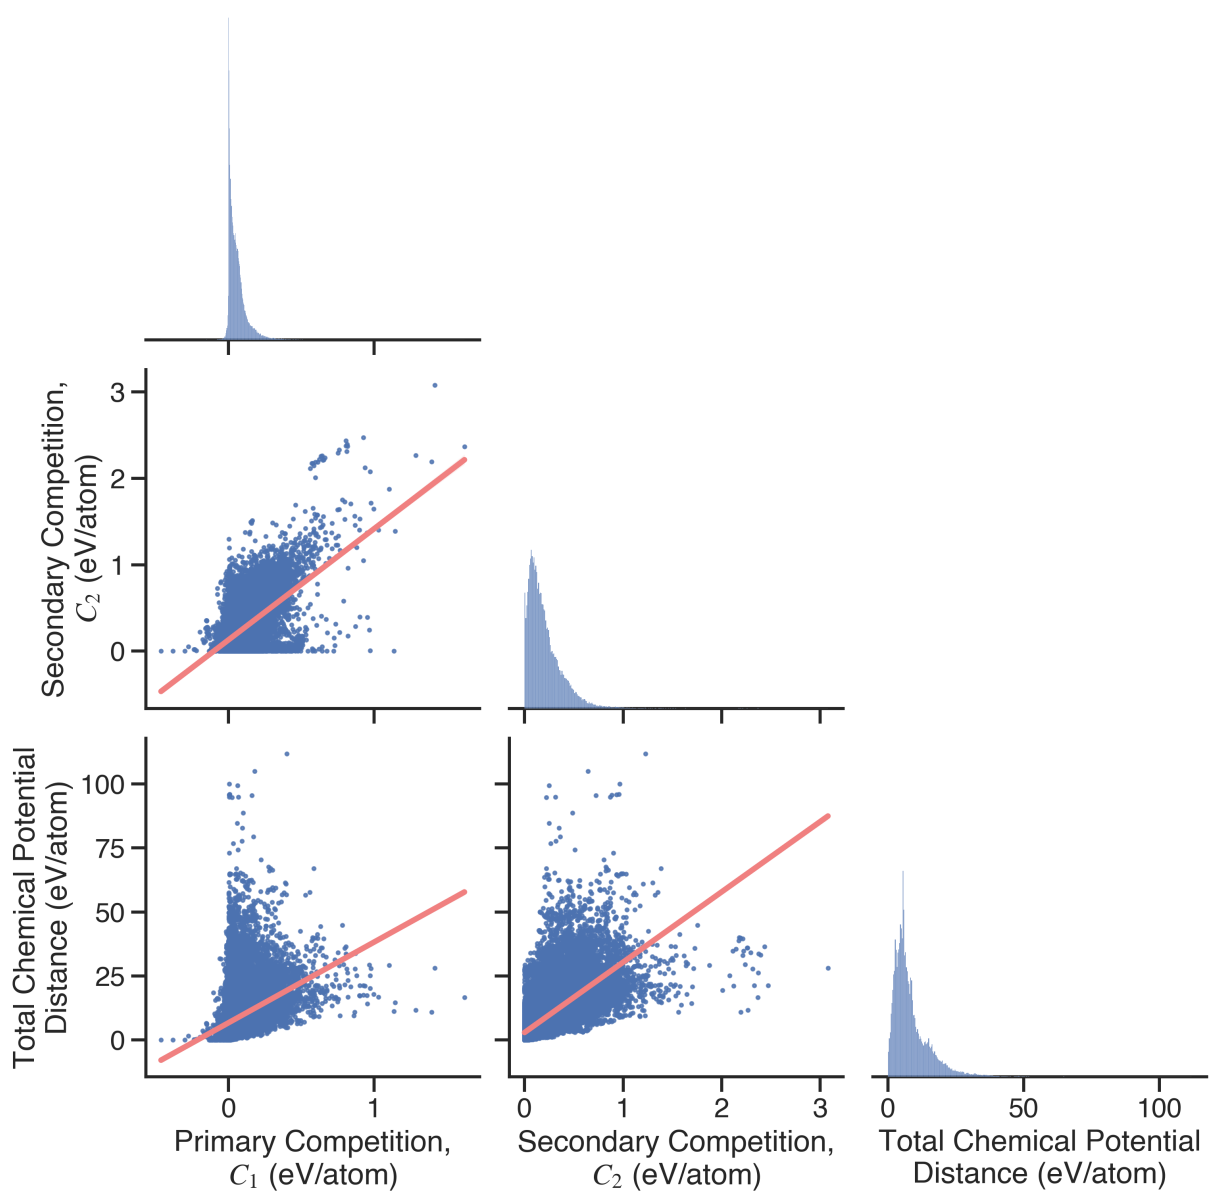 Secondary Competition,
C₂ (eV/atom)
3
2
1
0
Total Chemical Potential
Distance (eV/atom)
100
75
50
25
0
0 1
Primary Competition,
C₁ (eV/atom)
0 1 2 3
Secondary Competition,
C₂ (eV/atom)
0 50 100
Total Chemical Potential
Distance (eV/atom)